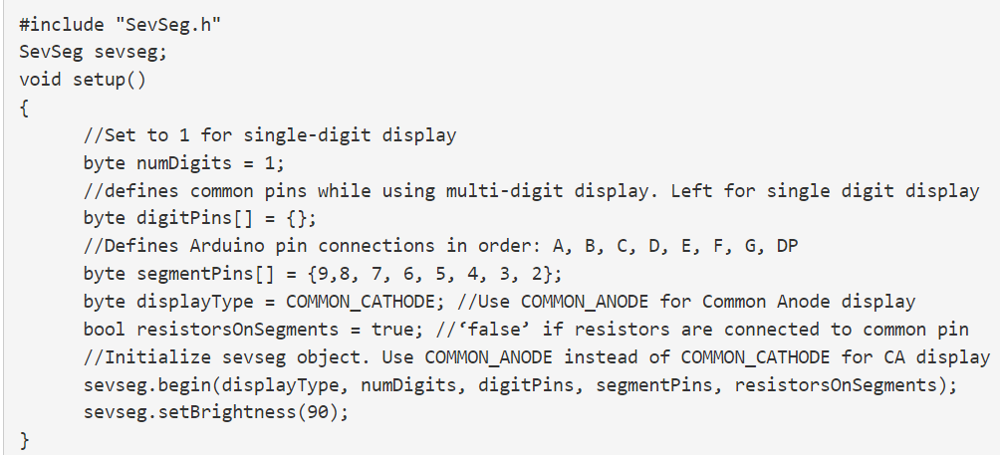 #include "SevSeg.h"
SevSeg sevseg;
void setup()
{
//Set to 1 for single-digit display
byte numDigits = 1;
//defines common pins while using multi-digit display. Left for single digit display
byte digitPins[] = {};
//Defines Arduino pin connections in order: A, B, C, D, E, F, G, DP
byte segmentPins[] = {9,8, 7, 6, 5, 4, 3, 2};
byte displayType = COMMON_CATHODE; //Use COMMON_ANODE for Common Anode display
bool resistorsOnSegments = true; //‘false’ if resistors are connected to common pin
//Initialize sevseg object. Use COMMON_ANODE instead of COMMON_CATHODE for CA display
sevseg.begin(displayType, numDigits, digitPins, segmentPins, resistorsOnSegments);
sevseg.setBrightness(90);
}